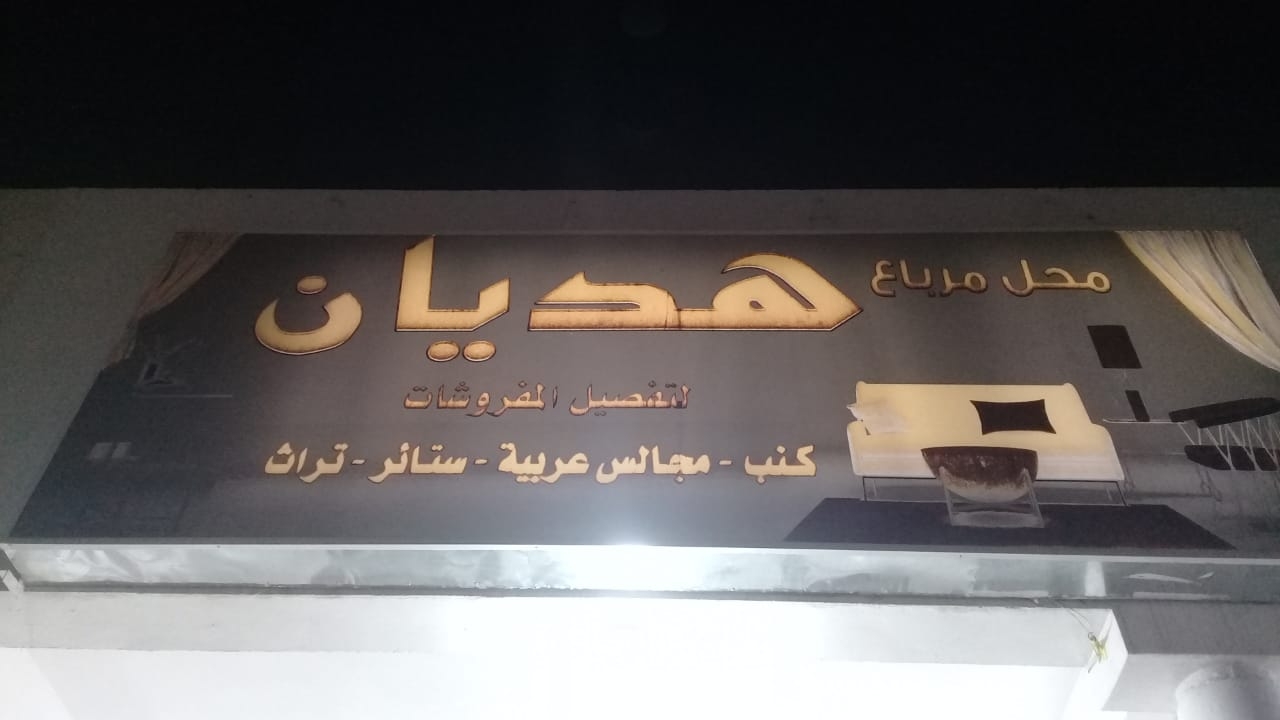 محل مرباع
هديان
لتفصيل المفروشات
كنب - مجالس عربية - ستائر - تراث